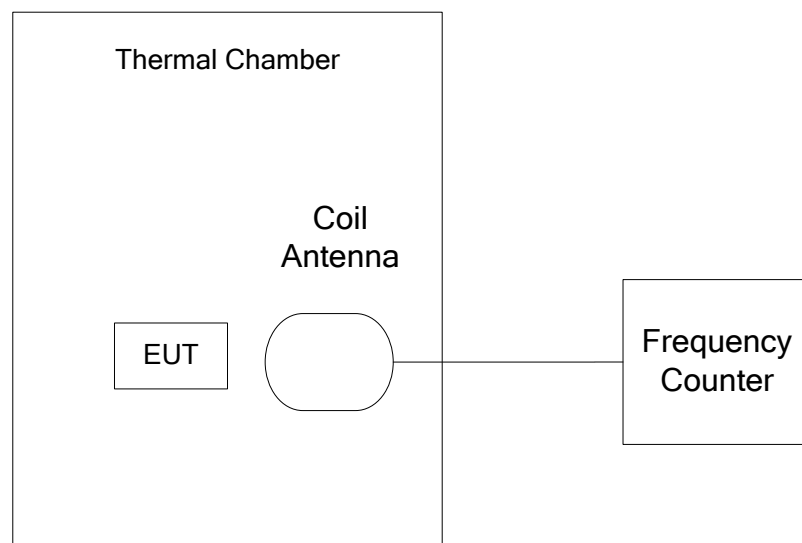 Thermal Chamber
Coil
Antenna
EUT
Frequency
Counter